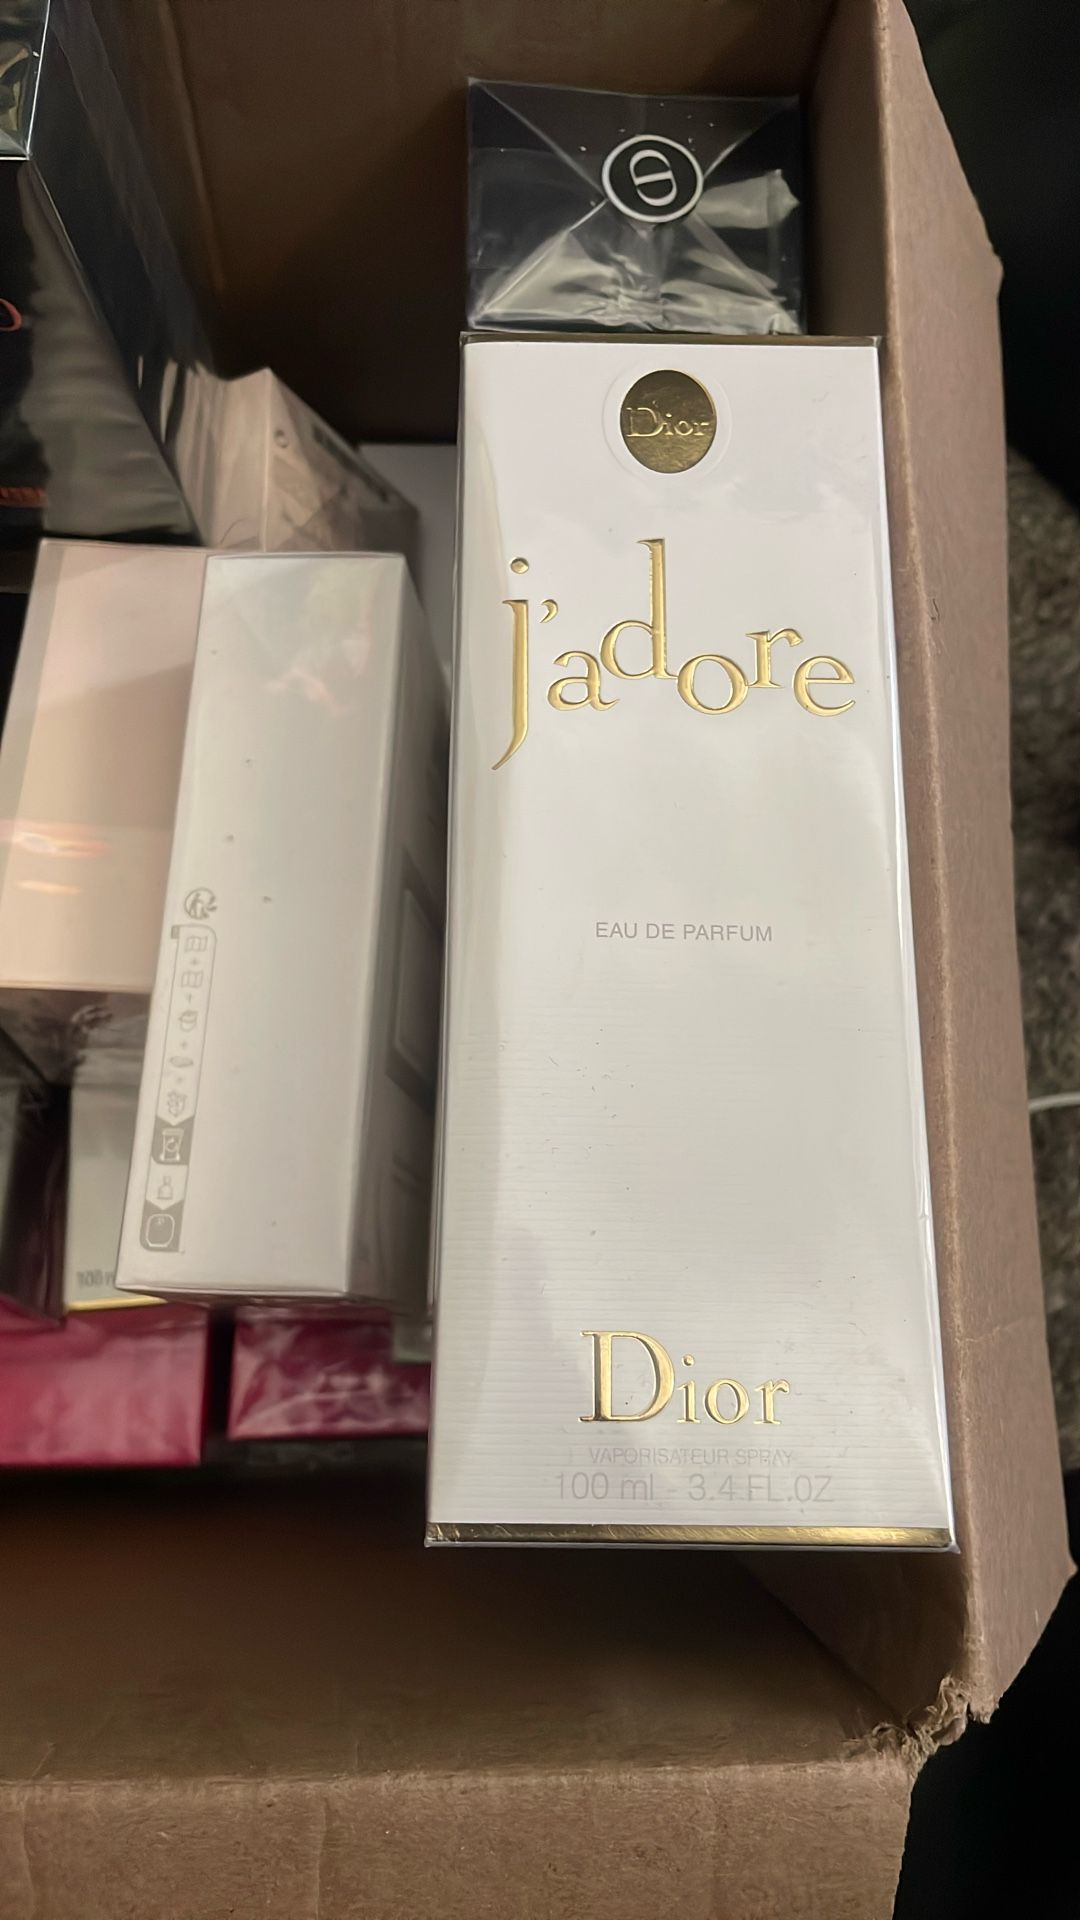 Dior
j'adore
EAU DE PARFUM
Dior
VAPORISATEUR SPRAY
100 ml - 3.4 FL.OZ